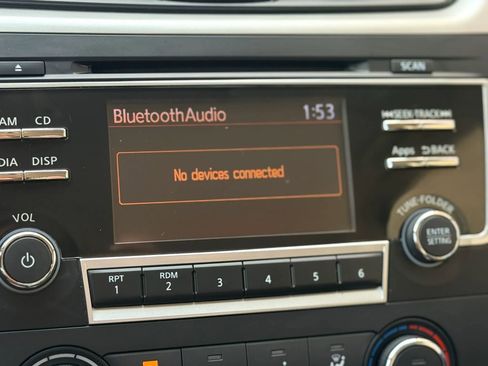 SCAN
BluetoothAudio 1:53
AM CD
SEEK·TRACK
DIA DISP
Apps BACK
No devices connected
TUNE·FOLDER
VOL
ENTER
SETTING
RPT
1
RDM
2
3
4
5
6